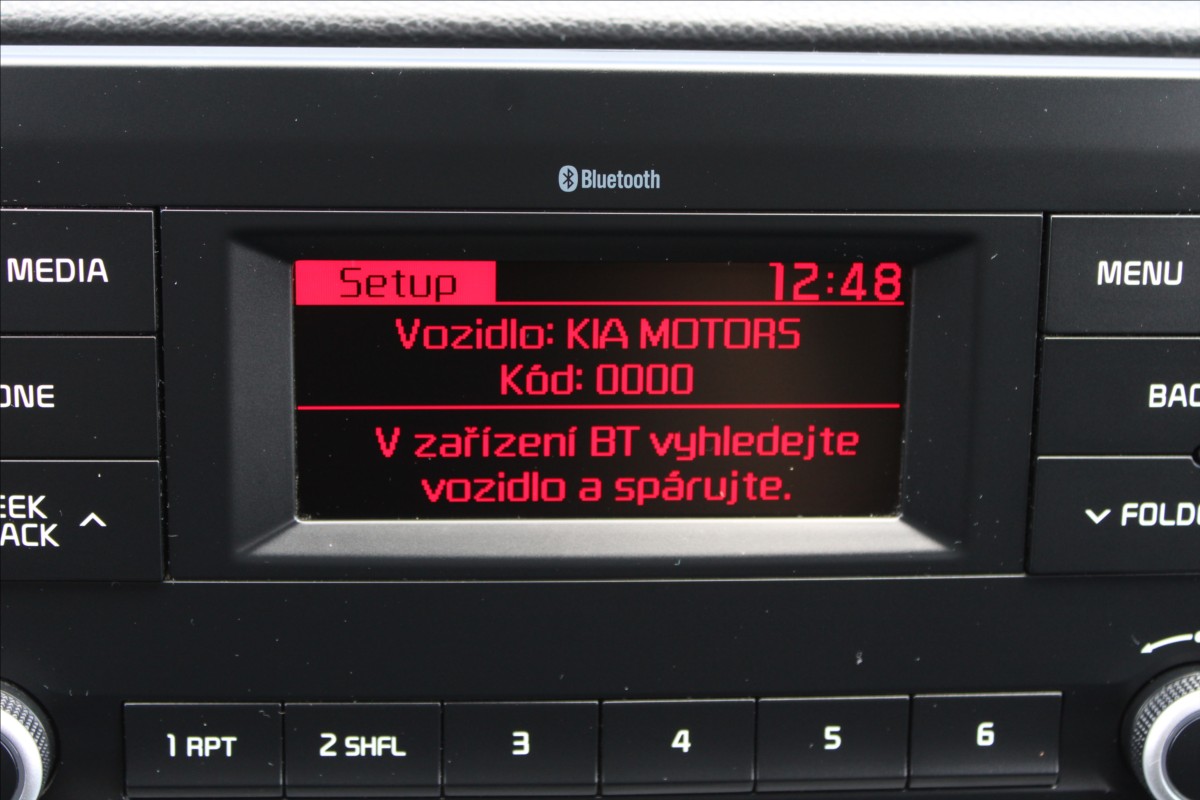 Bluetooth
MEDIA
MENU
Setup 12:48
Vozidlo: KIA MOTORS
Kód: 0000
V zařízení BT vyhledejte
vozidlo a spárujte.
FOLD
1 RPT
2 SHFL
3
4
5
6